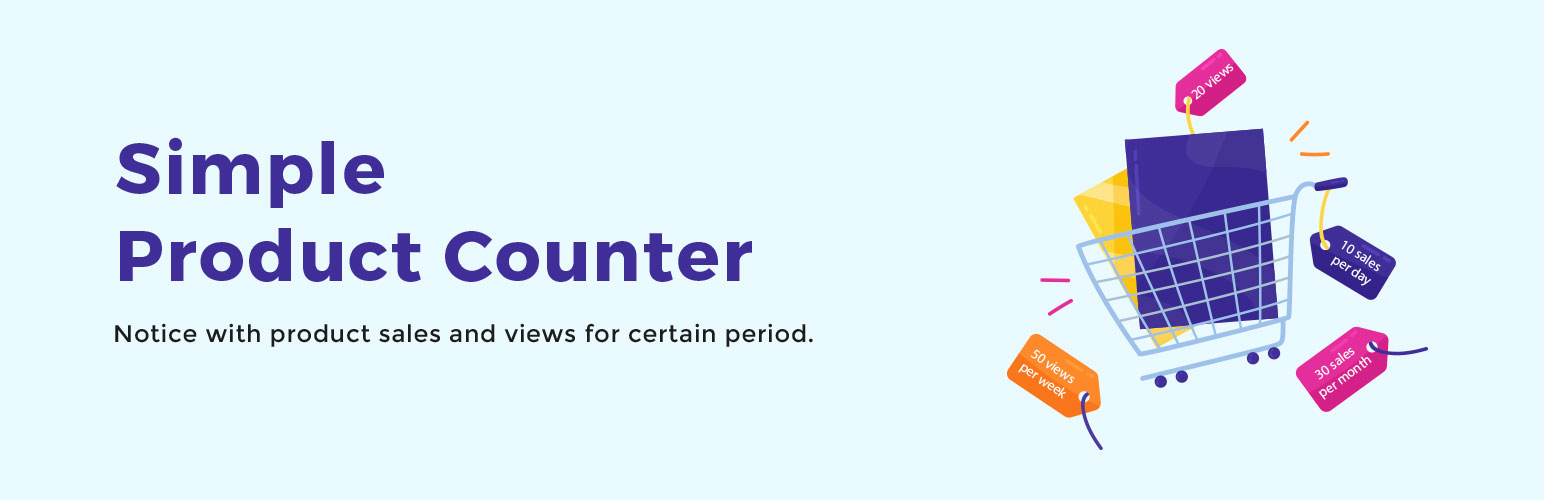 Simple
Product Counter
Notice with product sales and views for certain period.
20 views
10 sales
per day
50 views
per week
30 sales
per month